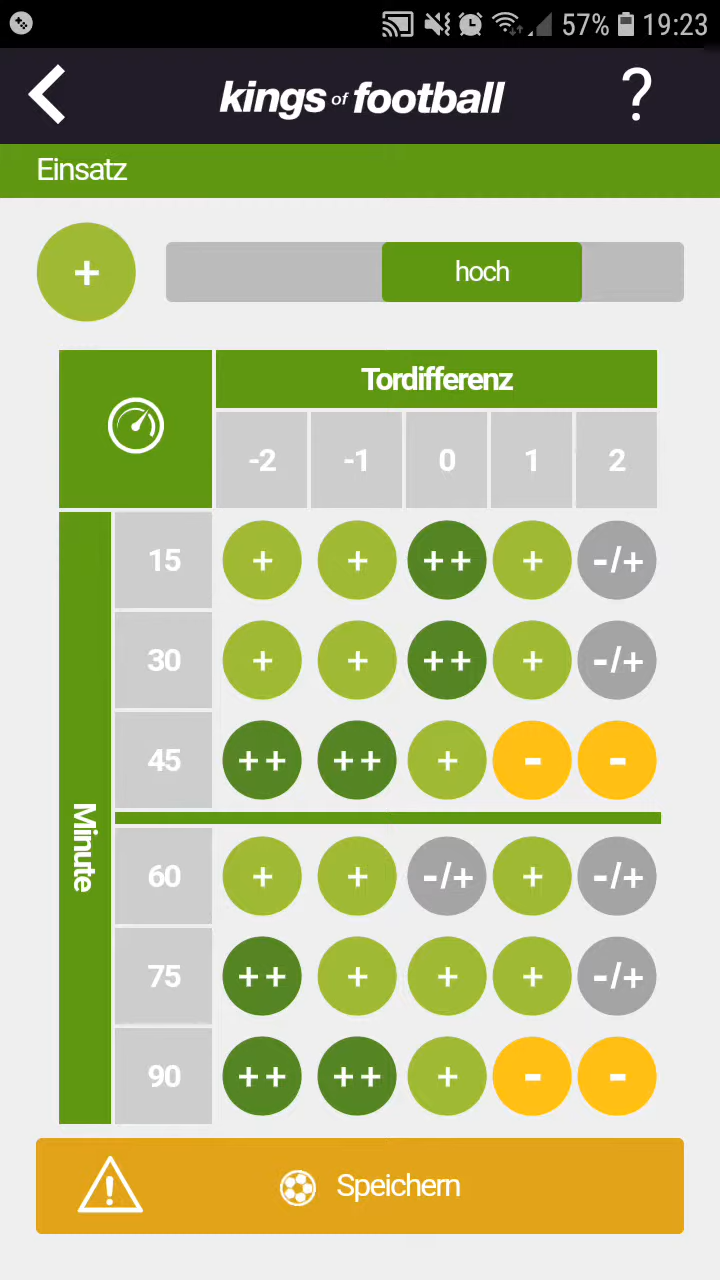 57% 19:23
kings of football ?
Einsatz
+ hoch
Tordifferenz
-2 -1 0 1 2
15 + + ++ + -/+
30 + + ++ + -/+
45 ++ ++ + - -
Minute
60 + + -/+ + -/+
75 ++ + + + -/+
90 ++ ++ + - -
Speichern